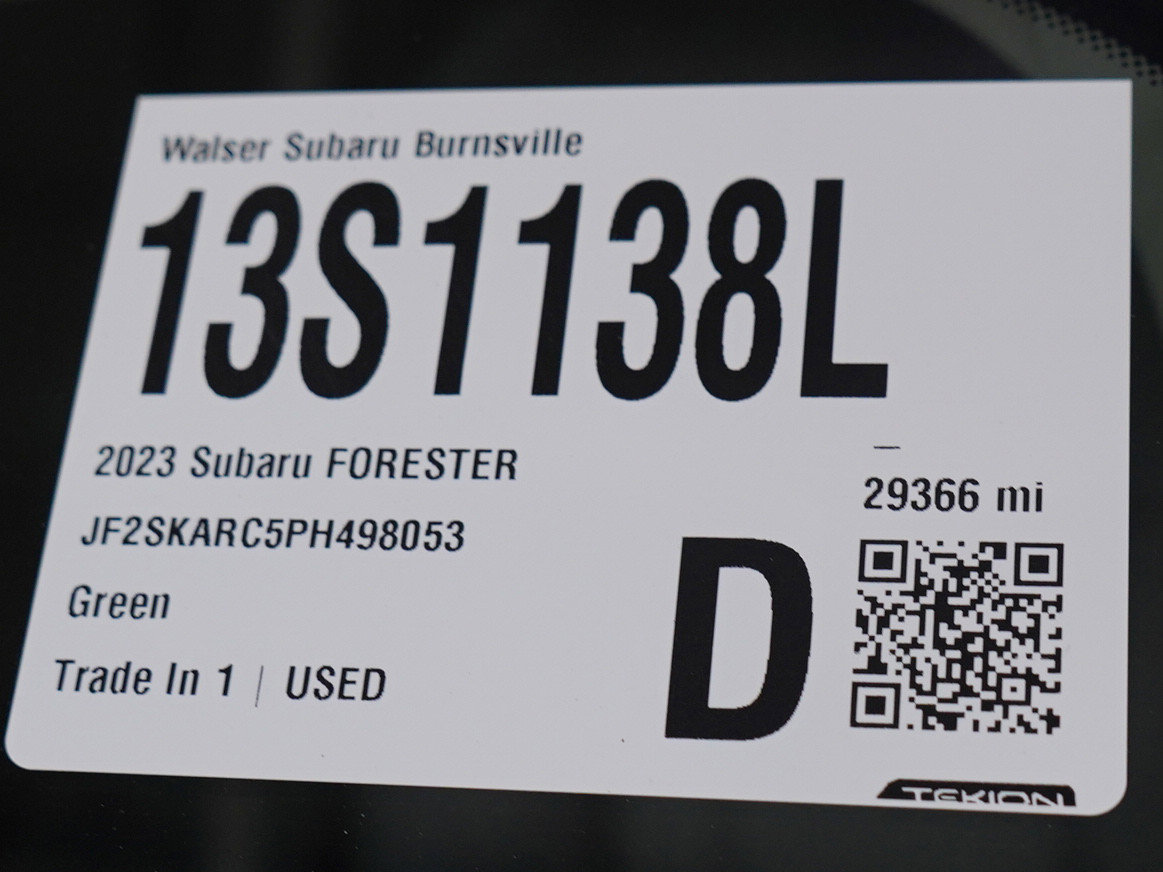 Walser Subaru Burnsville
13S1138L
2023 Subaru FORESTER
–
29366 mi
JF2SKARC5PH498053
Green
D
Trade In 1 | USED
TEKION